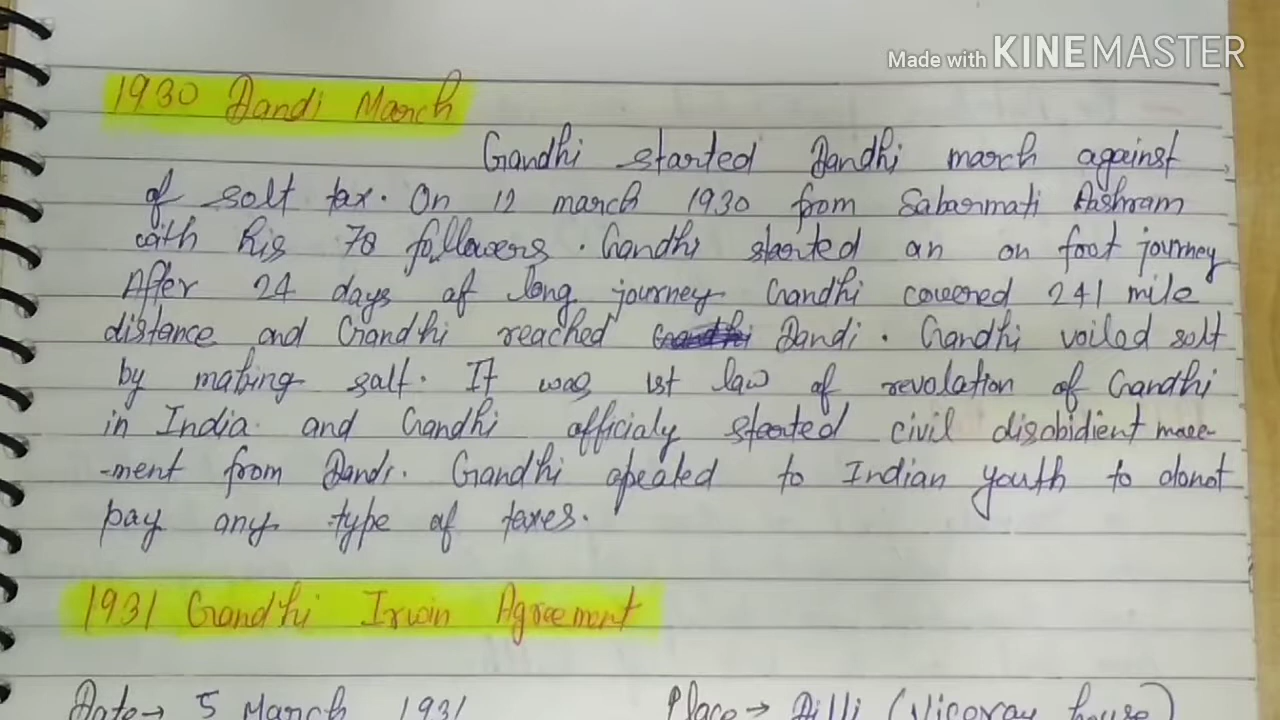 Made with KINEMASTER
1930 Dandi March
Gandhi started Dandhi march against
of salt tax. On 12 march 1930 from Sabarmati Aashram
with his 78 followers. Gandhi started an on foot journey
After 24 days of long journey Gandhi covered 241 mile
distance and Gandhi reached Dandi. Gandhi voiled salt
by making salt. It was 1st law of revolation of Gandhi
in India and Gandhi officialy started civil disobidient move-
-ment from Dandi. Gandhi apealed to Indian youth to donot
pay any type of taxes.
1931 Gandhi Irwin Agreement
Date→ 5 March 1931 Place→ Dilli (Viceray house)